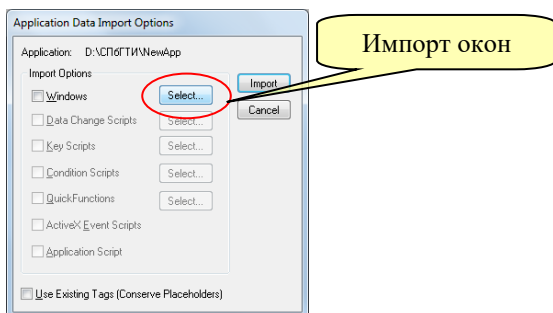 Application Data Import Options
Импорт окон
Application: D:\СПбГТИ\NewApp
Import Options
Import
Windows Select...
Cancel
Data Change Scripts Select...
Key Scripts Select...
Condition Scripts Select...
QuickFunctions Select...
ActiveX Event Scripts
Application Script
Use Existing Tags (Conserve Placeholders)